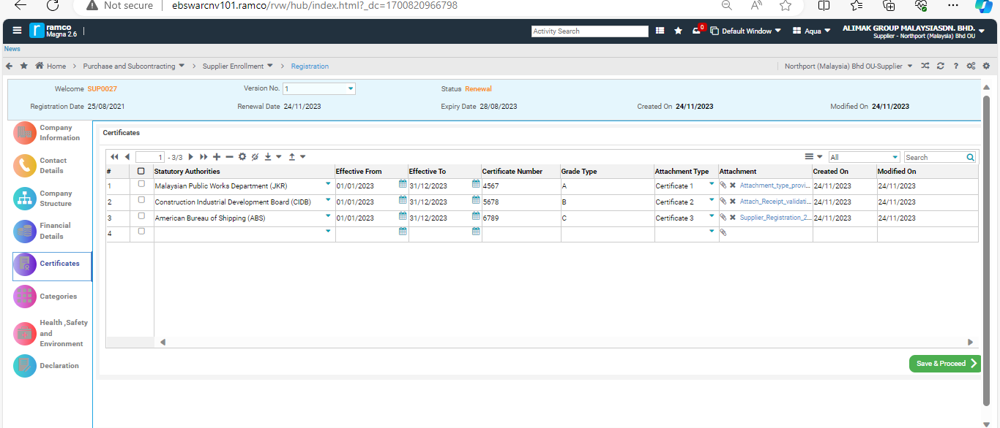 Not secure
ebswarcnv101.ramco/rvw/hub/index.html?_dc=1700820966798
ramco
Magna 2.6
Activity Search
0
Default Window
Aqua
ALIMAK GROUP MALAYSIASDN. BHD.
Supplier - Northport (Malaysia) Bhd OU
News
Home > Purchase and Subcontracting > Supplier Enrollment > Registration
Northport (Malaysia) Bhd OU-Supplier
Welcome SUP0027
Version No. 1
Status Renewal
Registration Date 25/08/2021
Renewal Date 24/11/2023
Expiry Date 28/08/2023
Created On 24/11/2023
Modified On 24/11/2023
Company
Information
Contact
Details
Company
Structure
Financial
Details
Certificates
Categories
Health ,Safety
and
Environment
Declaration
Certificates
1 - 3/3
All
Search
# Statutory Authorities Effective From Effective To Certificate Number Grade Type Attachment Type Attachment Created On Modified On
1 Malaysian Public Works Department (JKR) 01/01/2023 31/12/2023 4567 A Certificate 1 Attachment_type_provi... 24/11/2023 24/11/2023
2 Construction Industrial Development Board (CIDB) 01/01/2023 31/12/2023 5678 B Certificate 2 Attach_Receipt_validati... 24/11/2023 24/11/2023
3 American Bureau of Shipping (ABS) 01/01/2023 31/12/2023 6789 C Certificate 3 Supplier_Registration_2... 24/11/2023 24/11/2023
4
Save & Proceed